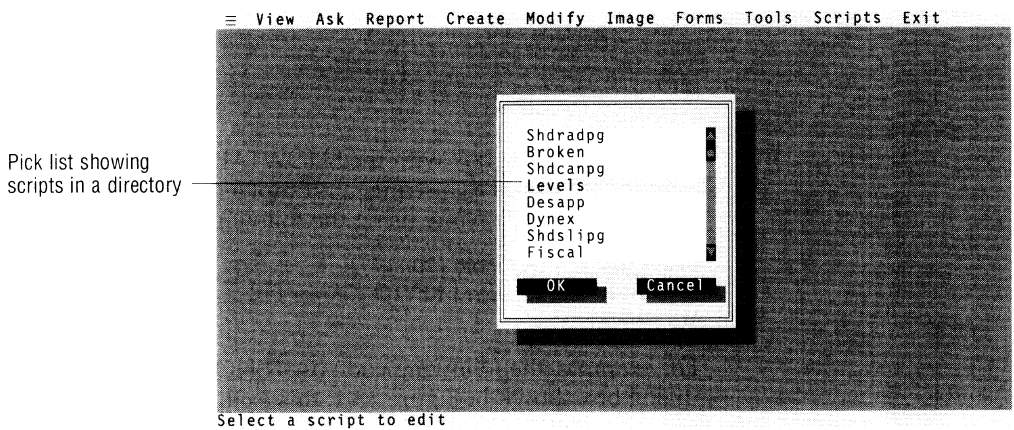 ≡ View Ask Report Create Modify Image Forms Tools Scripts Exit
Pick list showing
scripts in a directory
Shdradpg
Broken
Shdcanpg
Levels
Desapp
Dynex
Shdslipg
Fiscal
OK Cancel
Select a script to edit